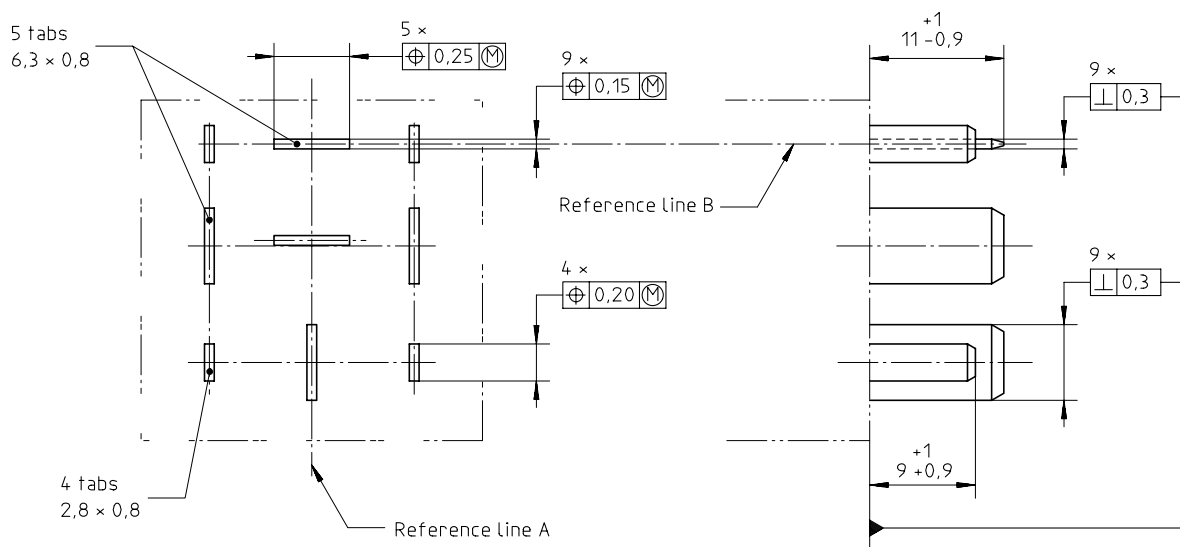 5 tabs
6,3 × 0,8
5 ×
⌖ 0,25 Ⓜ
9 ×
⌖ 0,15 Ⓜ
+1
11 -0,9
9 ×
⊥ 0,3
Reference line B
4 ×
⌖ 0,20 Ⓜ
9 ×
⊥ 0,3
4 tabs
2,8 × 0,8
+1
9 +0,9
Reference line A